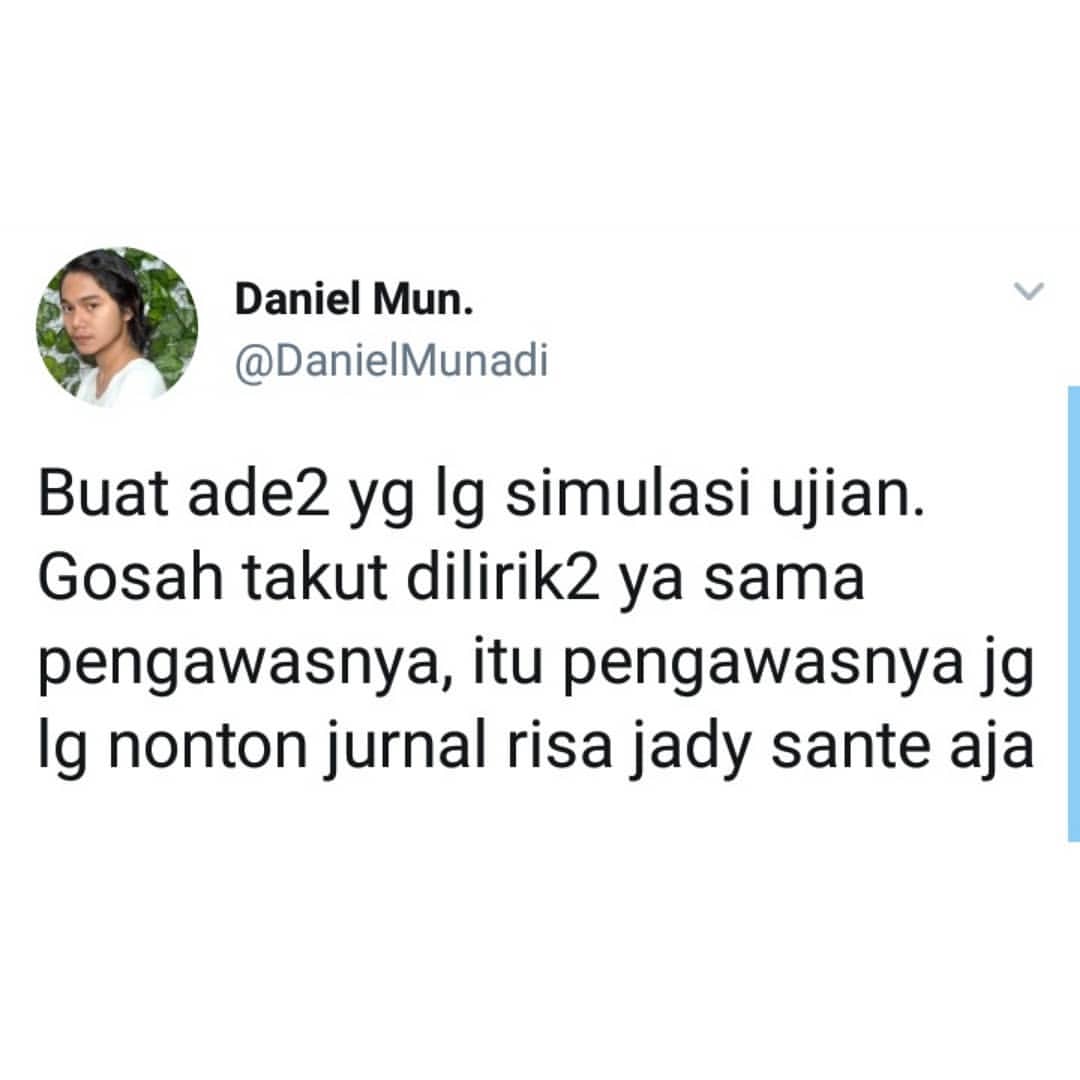 Daniel Mun.
@DanielMunadi
Buat ade2 yg lg simulasi ujian.
Gosah takut dilirik2 ya sama
pengawasnya, itu pengawasnya jg
lg nonton jurnal risa jady sante aja